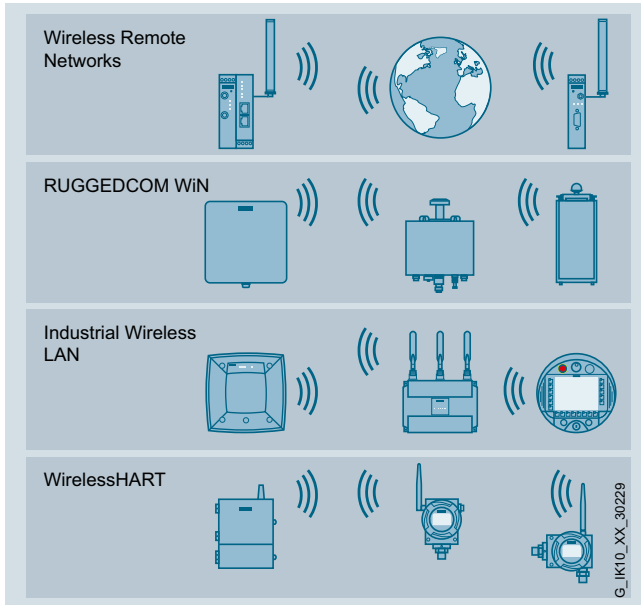 Wireless Remote
Networks
RUGGEDCOM WiN
Industrial Wireless
LAN
WirelessHART
G_IK10_XX_30229